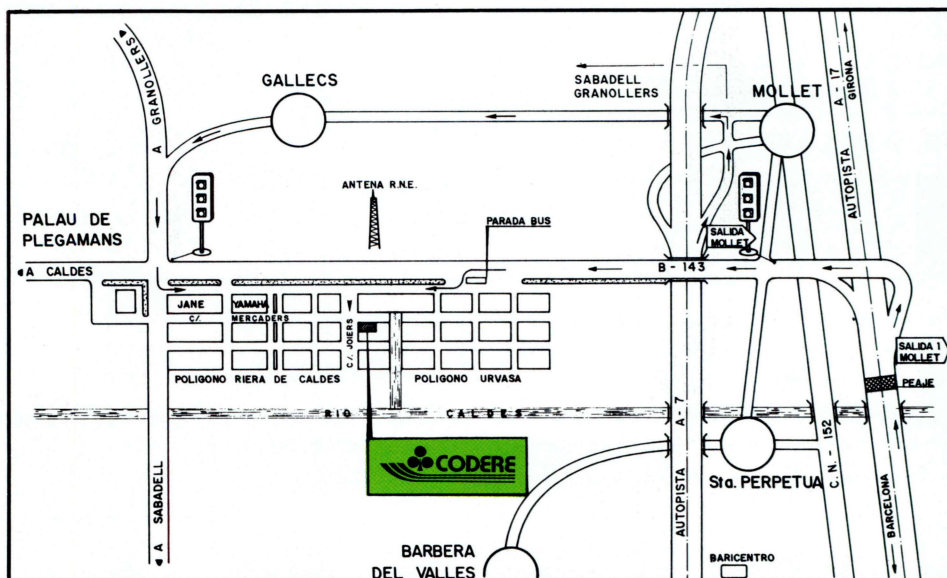 A GRANOLLERS
GALLECS
SABADELL
GRANOLLERS
MOLLET
A - 17
GIRONA
AUTOPISTA
ANTENA R.N.E.
PALAU DE
PLEGAMANS
PARADA BUS
SALIDA
MOLLET
A CALDES
B - 143
JANE
YAMAHA
C/. MERCADERS
C/. JOIERS
SALIDA 1
MOLLET
PEAJE
POLIGONO RIERA DE CALDES
POLIGONO URVASA
RIO CALDES
AUTOPISTA A-7
C.N. - 152
CODERE
Sta. PERPETUA
BARCELONA
A SABADELL
BARBERA
DEL VALLES
BARICENTRO